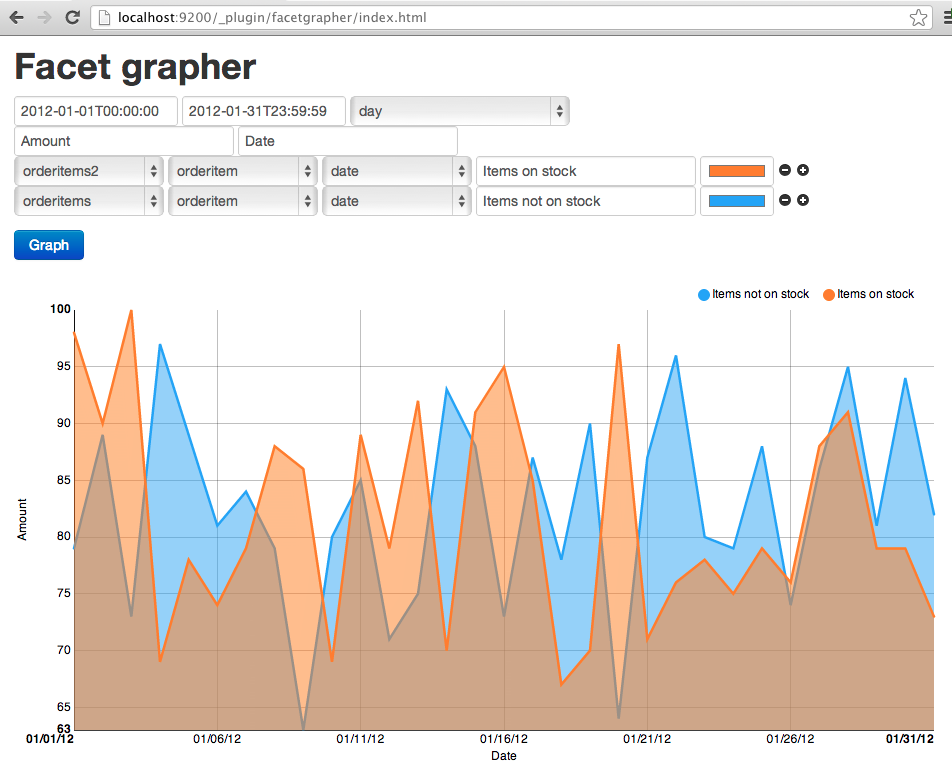 localhost:9200/_plugin/facetgrapher/index.html
Facet grapher
2012-01-01T00:00:00 2012-01-31T23:59:59 day
Amount Date
orderitems2 orderitem date Items on stock
orderitems orderitem date Items not on stock
Graph
Items not on stock Items on stock
100
95
90
85
80
75
70
65
63
Amount
01/01/12 01/06/12 01/11/12 01/16/12 01/21/12 01/26/12 01/31/12
Date